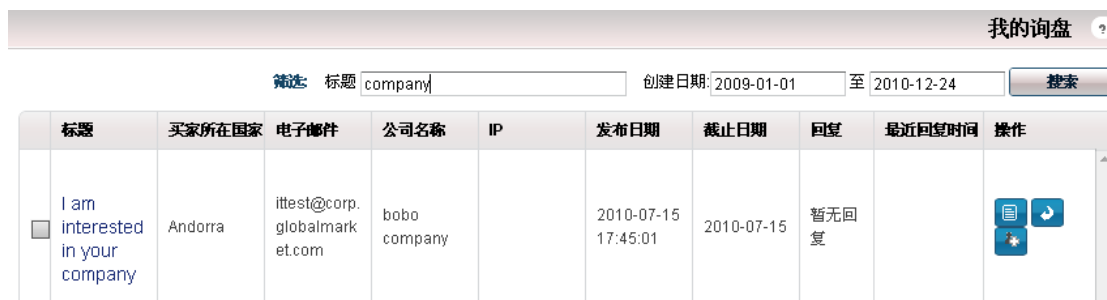 我的询盘 ?
筛选: 标题 company 创建日期: 2009-01-01 至 2010-12-24 搜索
标题 买家所在国家 电子邮件 公司名称 IP 发布日期 截止日期 回复 最近回复时间 操作
I am interested in your company
Andorra
ittest@corp.globalmarket.com
bobo company
2010-07-15 17:45:01
2010-07-15
暂无回复